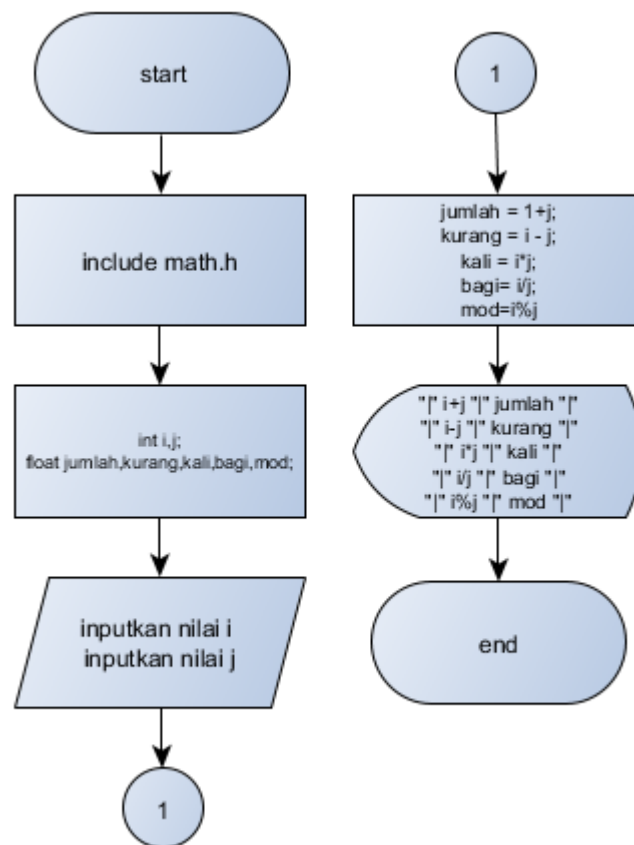 start
include math.h
int i,j;
float jumlah,kurang,kali,bagi,mod;
inputkan nilai i
inputkan nilai j
1
1
jumlah = 1+j;
kurang = i - j;
kali = i*j;
bagi= i/j;
mod=i%j
"|" i+j "|" jumlah "|"
"|" i-j "|" kurang "|"
"|" i*j "|" kali "|"
"|" i/j "|" bagi "|"
"|" i%j "|" mod "|"
end